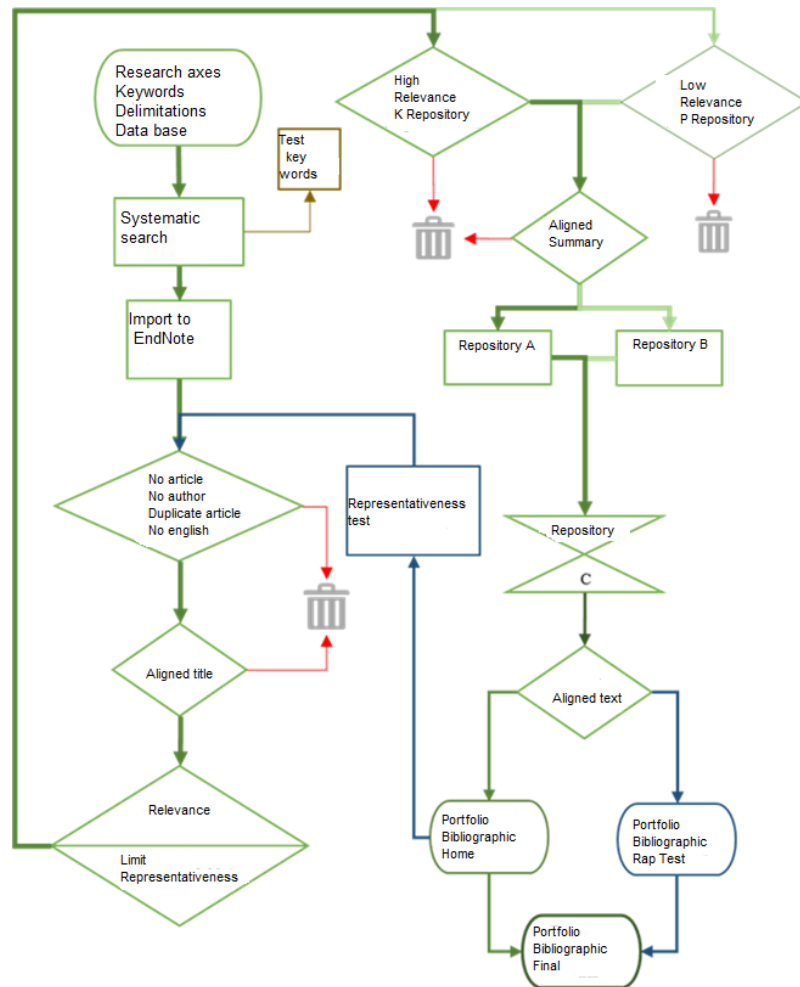 Research axes
Keywords
Delimitations
Data base
Test
key
words
Systematic
search
Import to
EndNote
No article
No author
Duplicate article
No english
Aligned title
Relevance
Limit
Representativeness
Representativeness
test
High
Relevance
K Repository
Low
Relevance
P Repository
Aligned
Summary
Repository A
Repository B
Repository
C
Aligned text
Portfolio
Bibliographic
Home
Portfolio
Bibliographic
Rap Test
Portfolio
Bibliographic
Final